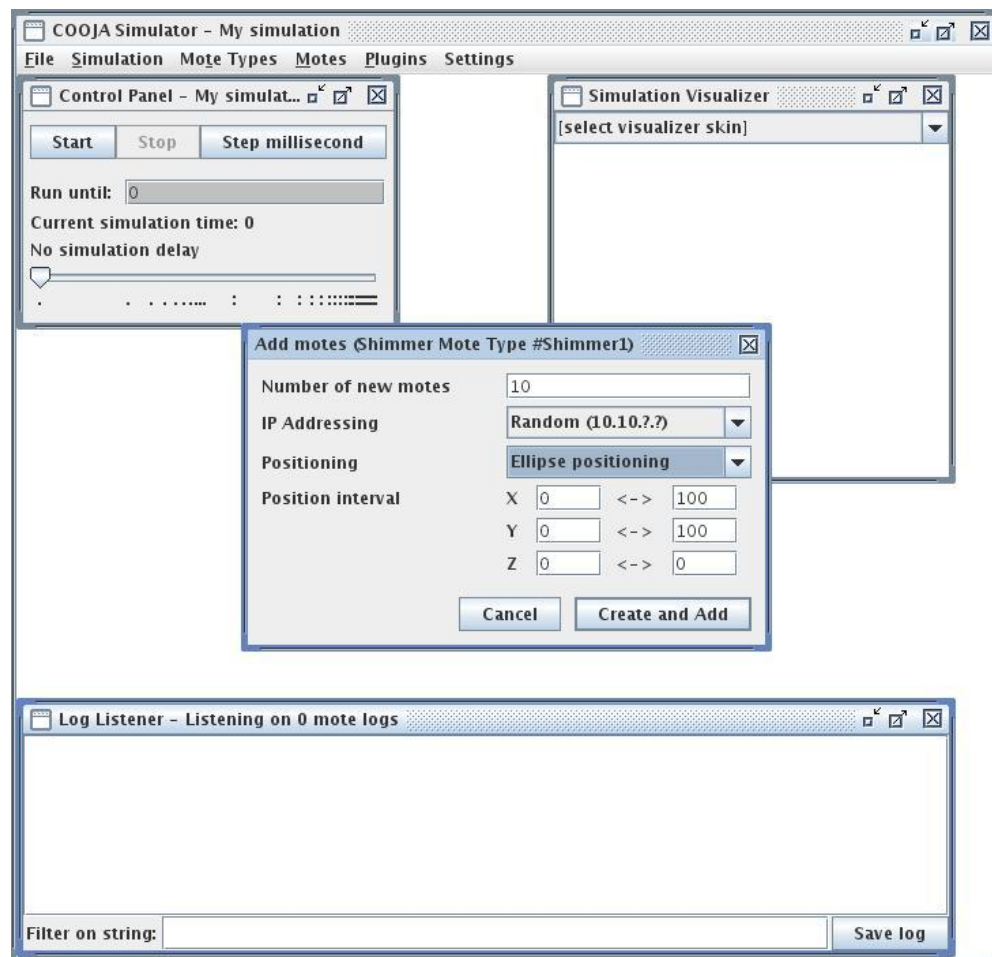 COOJA Simulator - My simulation
File Simulation Mote Types Motes Plugins Settings
Control Panel - My simulat...
Start Stop Step millisecond
Run until: 0
Current simulation time: 0
No simulation delay
Simulation Visualizer
[select visualizer skin]
Add motes (Shimmer Mote Type #Shimmer1)
Number of new motes 10
IP Addressing Random (10.10.?.?)
Positioning Ellipse positioning
Position interval X 0 <-> 100
Y 0 <-> 100
Z 0 <-> 0
Cancel Create and Add
Log Listener - Listening on 0 mote logs
Filter on string: Save log